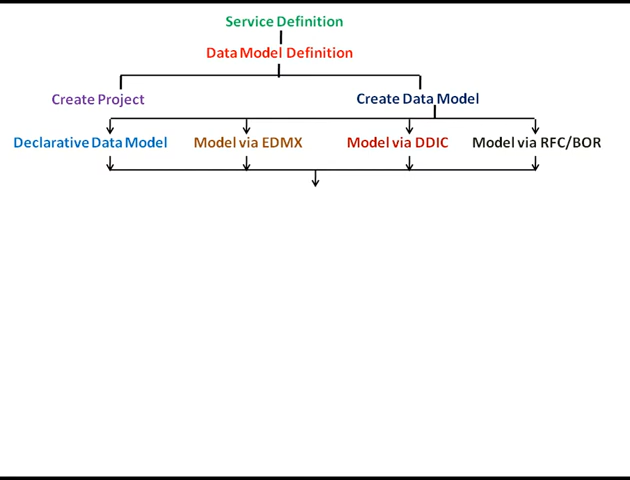 Service Definition
Data Model Definition
Create Project
Create Data Model
Declarative Data Model
Model via EDMX
Model via DDIC
Model via RFC/BOR